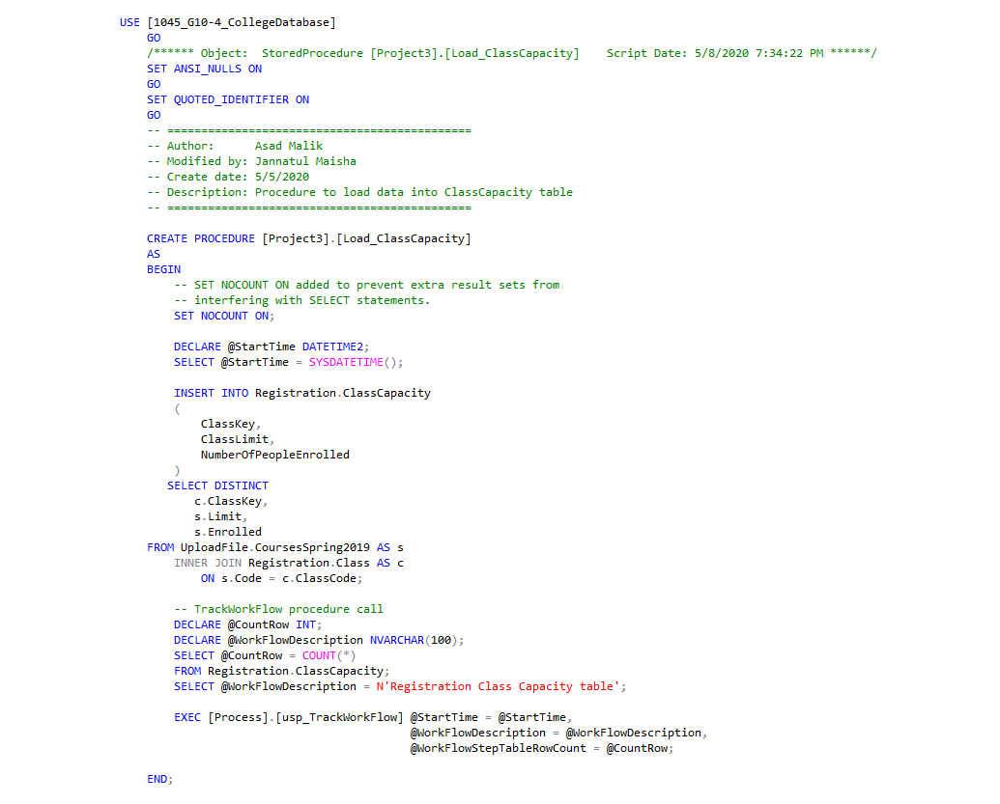 USE [1045_G10-4_CollegeDatabase]
GO
/****** Object:  StoredProcedure [Project3].[Load_ClassCapacity]    Script Date: 5/8/2020 7:34:22 PM ******/
SET ANSI_NULLS ON
GO
SET QUOTED_IDENTIFIER ON
GO
-- =============================================
-- Author:      Asad Malik
-- Modified by: Jannatul Maisha
-- Create date: 5/5/2020
-- Description: Procedure to load data into ClassCapacity table
-- =============================================
CREATE PROCEDURE [Project3].[Load_ClassCapacity]
AS
BEGIN
-- SET NOCOUNT ON added to prevent extra result sets from
-- interfering with SELECT statements.
SET NOCOUNT ON;
DECLARE @StartTime DATETIME2;
SELECT @StartTime = SYSDATETIME();
INSERT INTO Registration.ClassCapacity
(
ClassKey,
ClassLimit,
NumberOfPeopleEnrolled
)
SELECT DISTINCT
c.ClassKey,
s.Limit,
s.Enrolled
FROM UploadFile.CoursesSpring2019 AS s
INNER JOIN Registration.Class AS c
ON s.Code = c.ClassCode;
-- TrackWorkFlow procedure call
DECLARE @CountRow INT;
DECLARE @WorkFlowDescription NVARCHAR(100);
SELECT @CountRow = COUNT(*)
FROM Registration.ClassCapacity;
SELECT @WorkFlowDescription = N'Registration Class Capacity table';
EXEC [Process].[usp_TrackWorkFlow] @StartTime = @StartTime,
@WorkFlowDescription = @WorkFlowDescription,
@WorkFlowStepTableRowCount = @CountRow;
END;